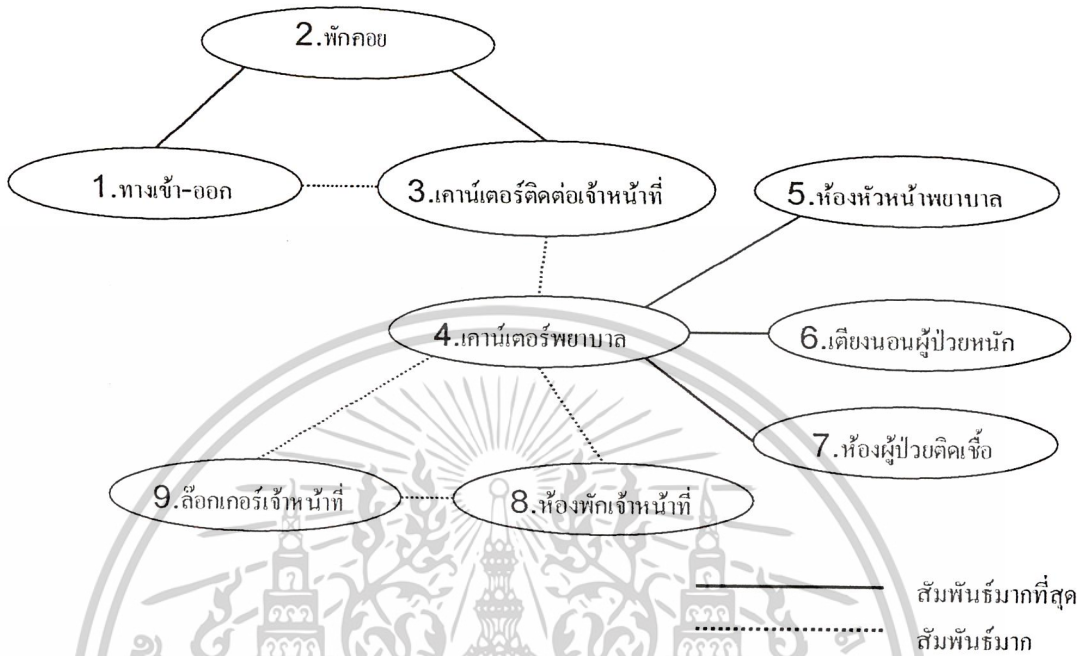 2.พักคอย
1.ทางเข้า-ออก
3.เคาน์เตอร์ติดต่อเจ้าหน้าที่
5.ห้องหัวหน้าพยาบาล
4.เคาน์เตอร์พยาบาล
6.เตียงนอนผู้ป่วยหนัก
7.ห้องผู้ป่วยติดเชื้อ
9.ล๊อกเกอร์เจ้าหน้าที่
8.ห้องพักเจ้าหน้าที่
สัมพันธ์มากที่สุด
สัมพันธ์มาก